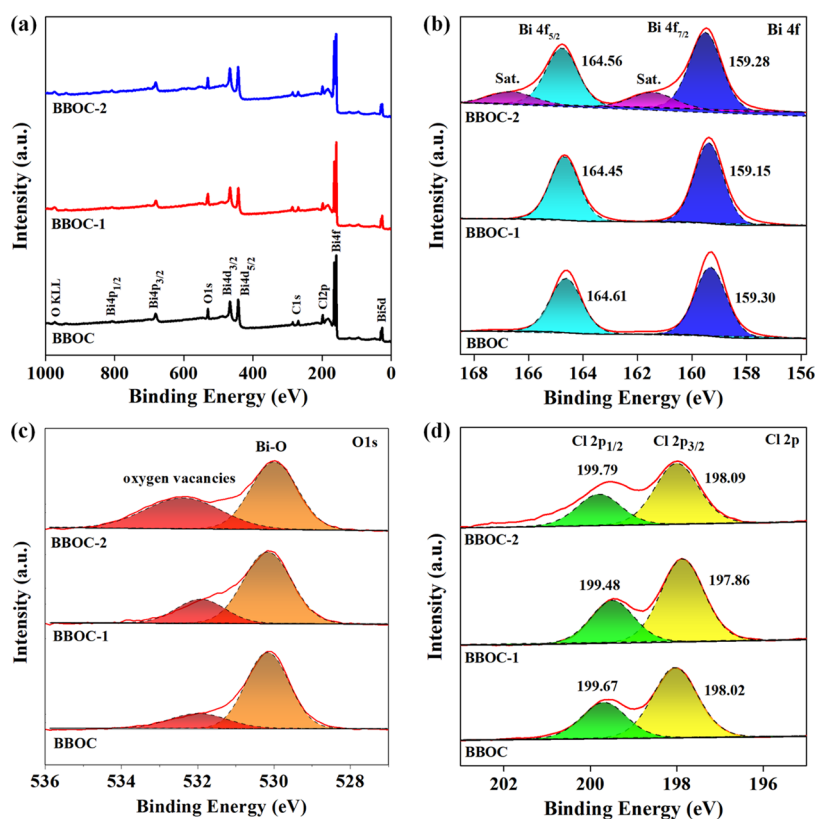 (a)
BBOC-2
BBOC-1
BBOC
O KLL
Bi4p1/2
Bi4p3/2
O1s
Bi4d3/2
Bi4d5/2
C1s
Cl2p
Bi4f
Bi5d
1000 800 600 400 200 0
Binding Energy (eV)
Intensity (a.u.)
(b)
Bi 4f5/2 Bi 4f7/2 Bi 4f
164.56 159.28
Sat. Sat.
BBOC-2
164.45 159.15
BBOC-1
164.61 159.30
BBOC
168 166 164 162 160 158 156
Binding Energy (eV)
Intensity (a.u.)
(c)
Bi-O O1s
oxygen vacancies
BBOC-2
BBOC-1
BBOC
536 534 532 530 528
Binding Energy (eV)
Intensity (a.u.)
(d)
Cl 2p1/2 Cl 2p3/2 Cl 2p
199.79 198.09
BBOC-2
199.48 197.86
BBOC-1
199.67 198.02
BBOC
202 200 198 196
Binding Energy (eV)
Intensity (a.u.)